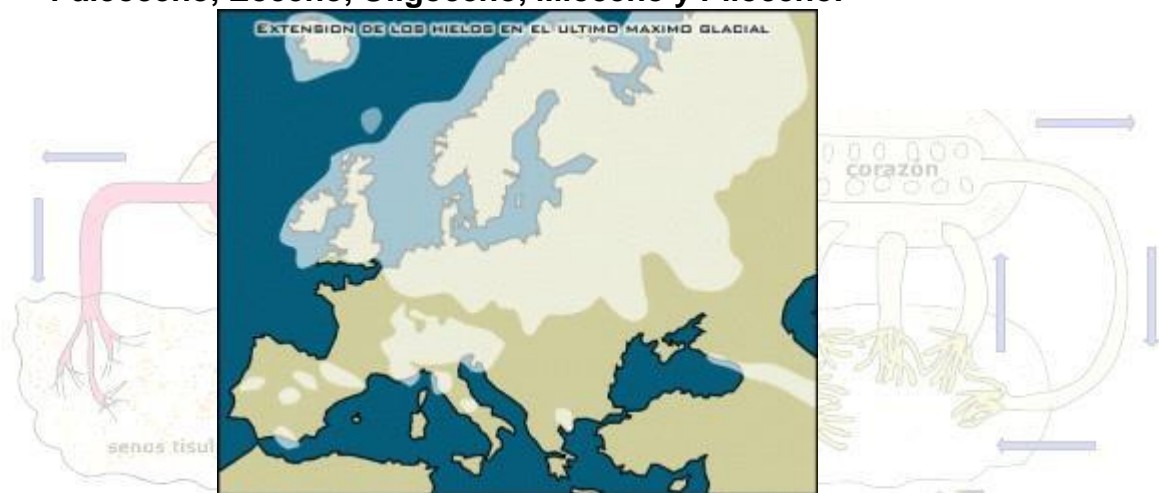 Paleoceno, Eoceno, Oligoceno, Mioceno y Plioceno.
EXTENSION DE LOS HIELOS EN EL ULTIMO MAXIMO GLACIAL
corazón
senos tisul